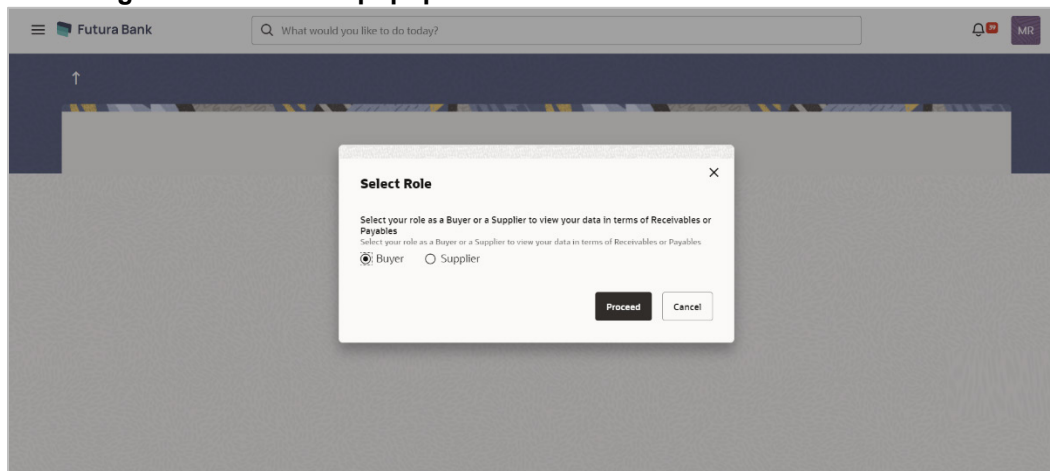 Futura Bank
What would you like to do today?
MR
Select Role
Select your role as a Buyer or a Supplier to view your data in terms of Receivables or
Payables
Select your role as a Buyer or a Supplier to view your data in terms of Receivables or Payables
Buyer Supplier
Proceed Cancel